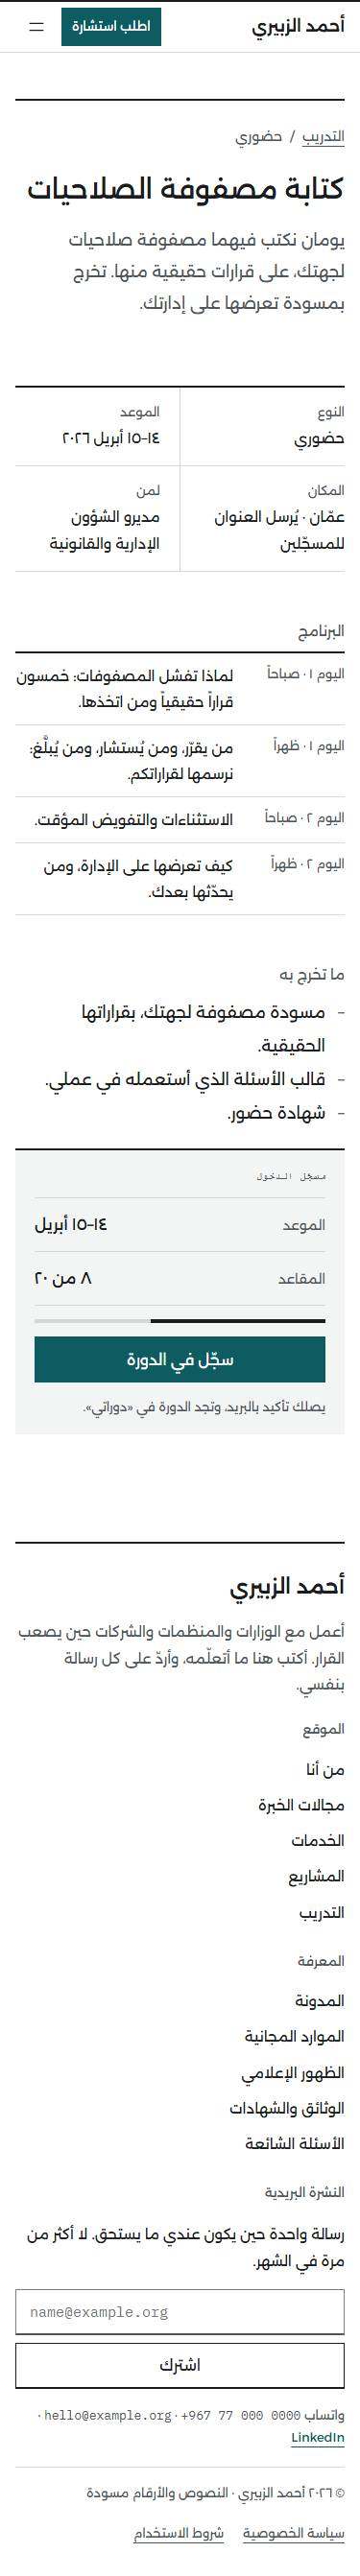 أحمد الزبيري
اطلب استشارة
التدريب / حضوري
كتابة مصفوفة الصلاحيات
يومان نكتب فيهما مصفوفة صلاحيات
لجهتك، على قرارات حقيقية منها. تخرج
بمسودة تعرضها على إدارتك.
النوع
حضوري
الموعد
١٤–١٥ أبريل ٢٠٢٦
المكان
عمّان · يُرسل العنوان
للمسجّلين
لمن
مديرو الشؤون
الإدارية والقانونية
البرنامج
اليوم ١ · صباحاً
لماذا تفشل المصفوفات: خمسون
قراراً حقيقياً ومن اتخذها.
اليوم ١ · ظهراً
من يقرّر، ومن يُستشار، ومن يُبلَّغ:
نرسمها لقراراتكم.
اليوم ٢ · صباحاً
الاستثناءات والتفويض المؤقت.
اليوم ٢ · ظهراً
كيف تعرضها على الإدارة، ومن
يحدّثها بعدك.
ما تخرج به
– مسودة مصفوفة لجهتك، بقراراتها
الحقيقية.
– قالب الأسئلة الذي أستعمله في عملي.
– شهادة حضور.
مسجّل الدخول
الموعد
١٤–١٥ أبريل
المقاعد
٨ من ٢٠
سجّل في الدورة
يصلك تأكيد بالبريد، وتجد الدورة في «دوراتي».
أحمد الزبيري
أعمل مع الوزارات والمنظمات والشركات حين يصعب
القرار. أكتب هنا ما أتعلّمه، وأردّ على كل رسالة
بنفسي.
الموقع
من أنا
مجالات الخبرة
الخدمات
المشاريع
التدريب
المعرفة
المدونة
الموارد المجانية
الظهور الإعلامي
الوثائق والشهادات
الأسئلة الشائعة
النشرة البريدية
رسالة واحدة حين يكون عندي ما يستحق. لا أكثر من
مرة في الشهر.
name@example.org
اشترك
واتساب +967 77 000 0000 · hello@example.org ·
LinkedIn
© ٢٠٢٦ أحمد الزبيري · النصوص والأرقام مسودة
سياسة الخصوصية
شروط الاستخدام